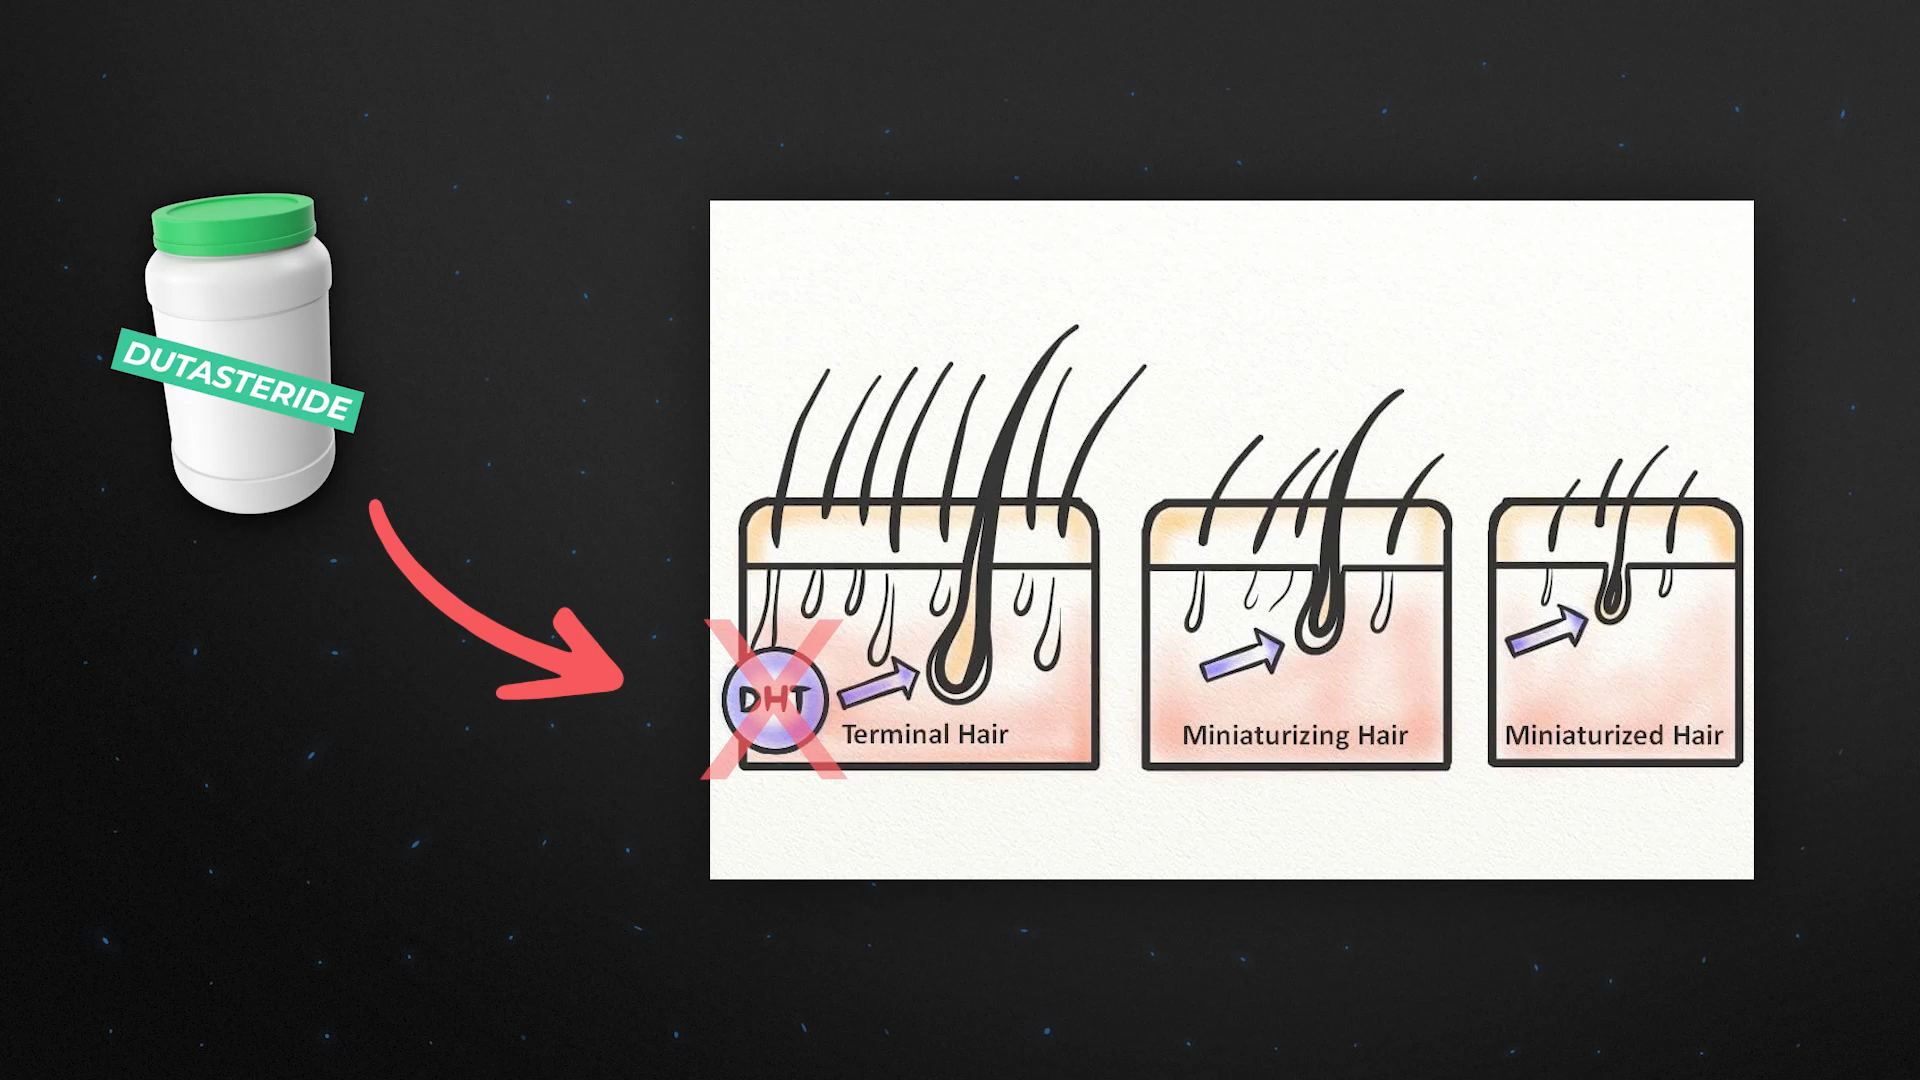 DUTASTERIDE
DHT
Terminal Hair
Miniaturizing Hair
Miniaturized Hair